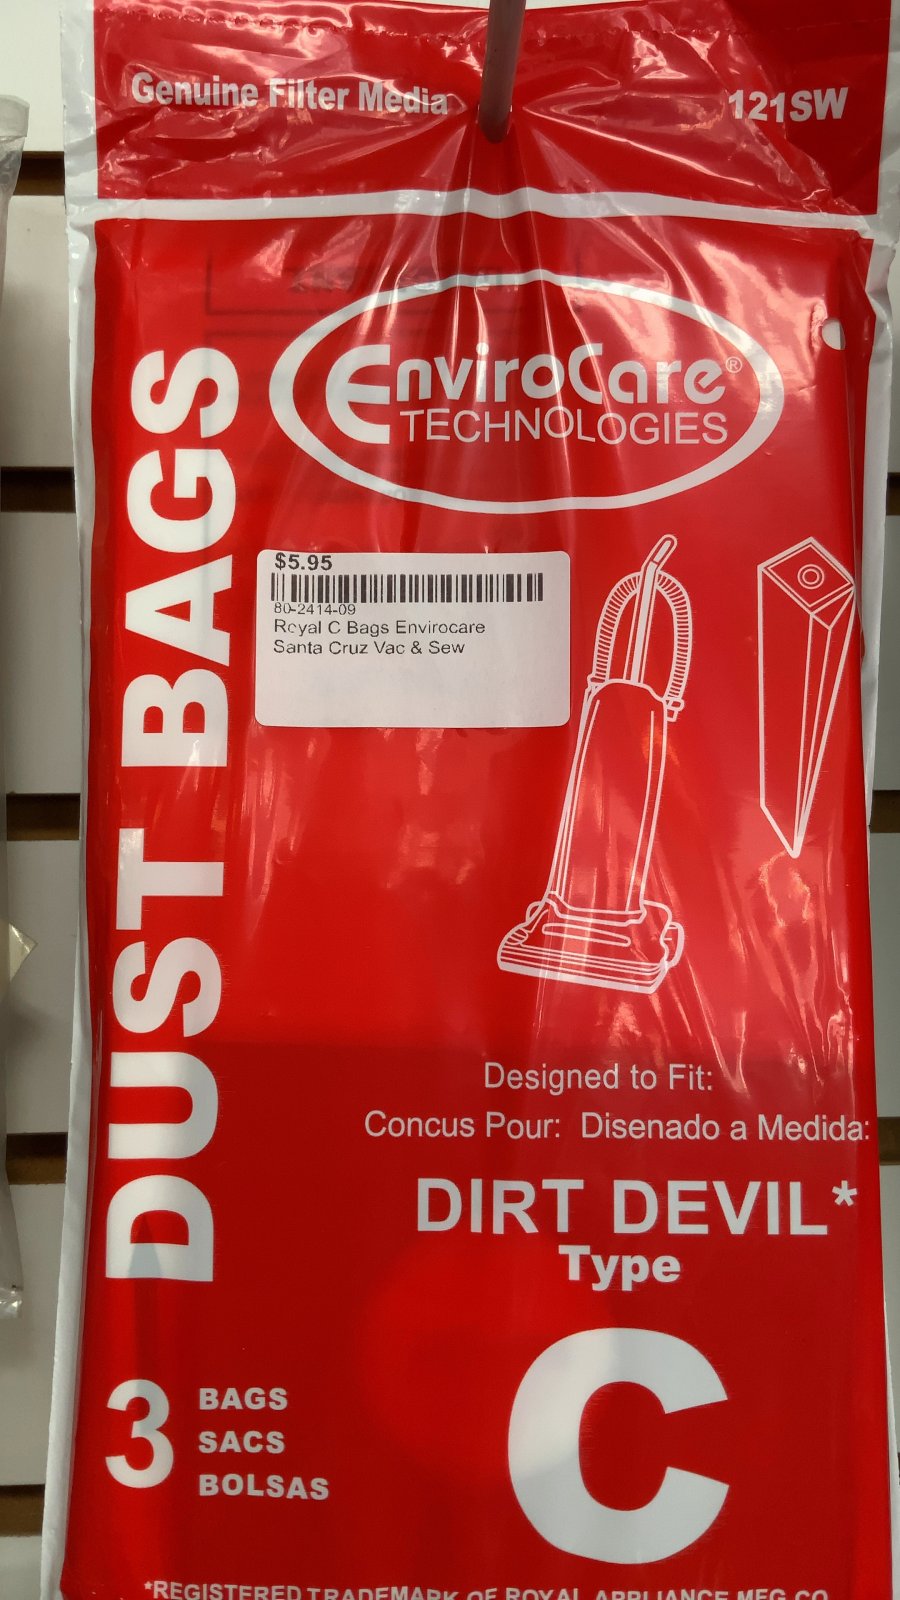 Genuine Filter Media
121SW
EnviroCare®
TECHNOLOGIES
DUST BAGS
$5.95
80-2414-09
Royal C Bags Envirocare
Santa Cruz Vac & Sew
Designed to Fit:
Concus Pour: Disenado a Medida:
DIRT DEVIL*
Type
C
3
BAGS
SACS
BOLSAS
*REGISTERED TRADEMARK OF ROYAL APPLIANCE MFG CO